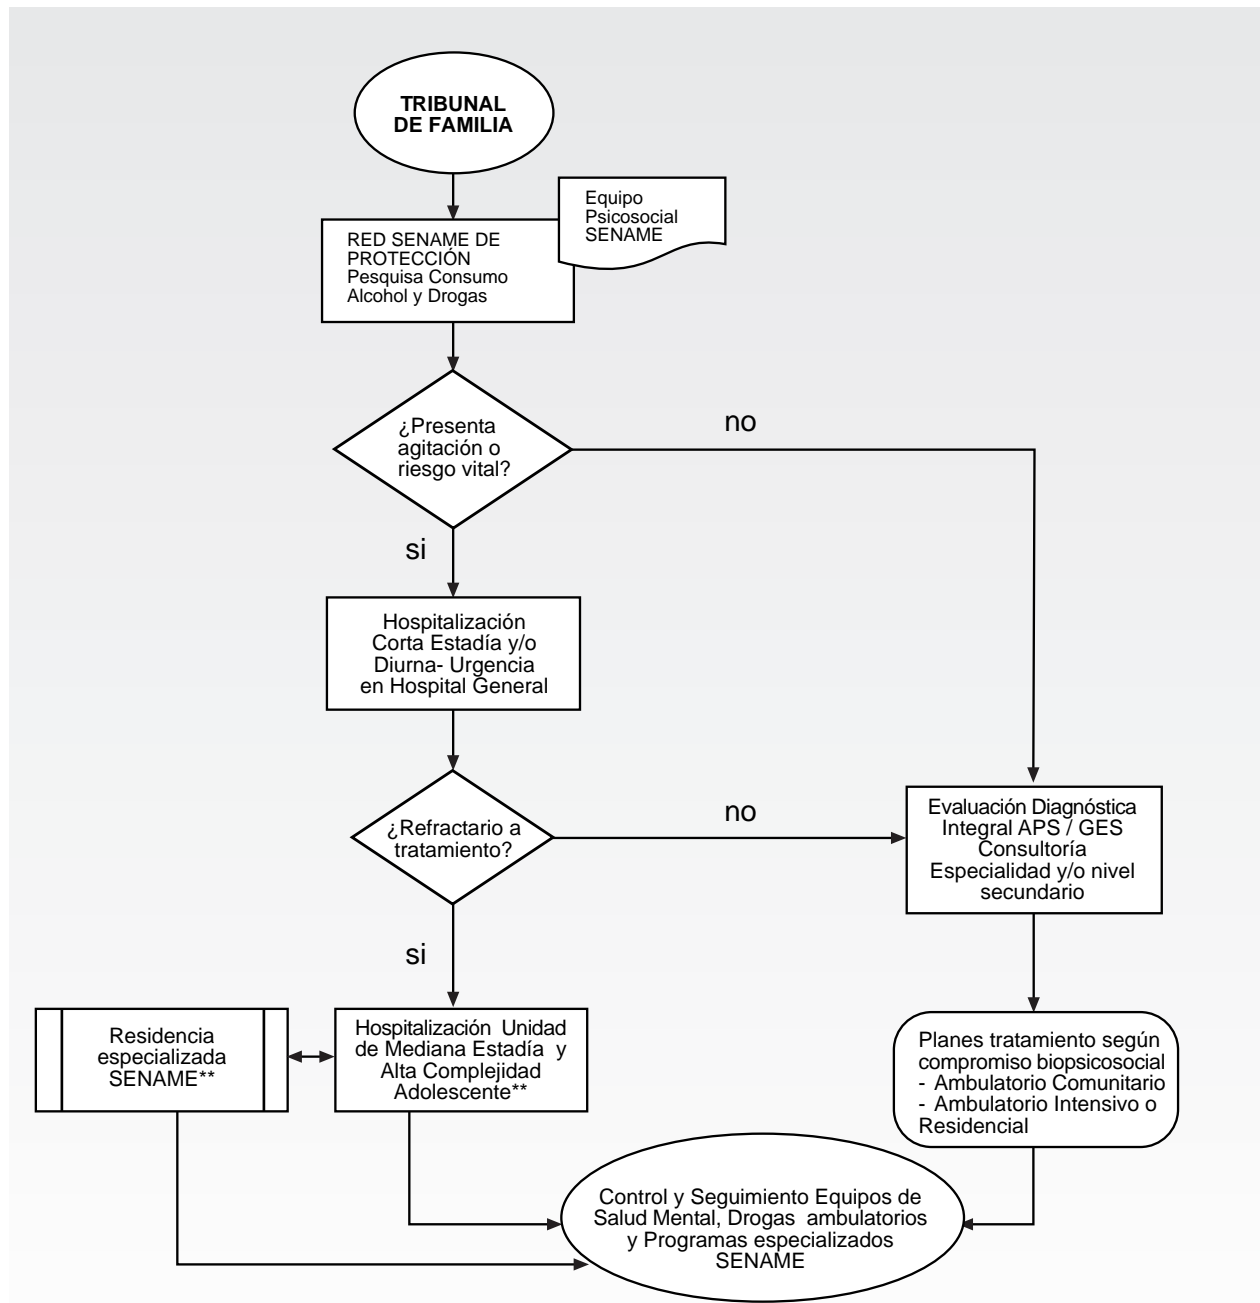 TRIBUNAL
DE FAMILIA
Equipo
Psicosocial
SENAME
RED SENAME DE
PROTECCIÓN
Pesquisa Consumo
Alcohol y Drogas
¿Presenta
agitación o
riesgo vital?
no
si
Hospitalización
Corta Estadía y/o
Diurna- Urgencia
en Hospital General
¿Refractario a
tratamiento?
no
Evaluación Diagnóstica
Integral APS / GES
Consultoría
Especialidad y/o nivel
secundario
si
Residencia
especializada
SENAME**
Hospitalización Unidad
de Mediana Estadía y
Alta Complejidad
Adolescente**
Planes tratamiento según
compromiso biopsicosocial
- Ambulatorio Comunitario
- Ambulatorio Intensivo o
Residencial
Control y Seguimiento Equipos de
Salud Mental, Drogas ambulatorios
y Programas especializados
SENAME